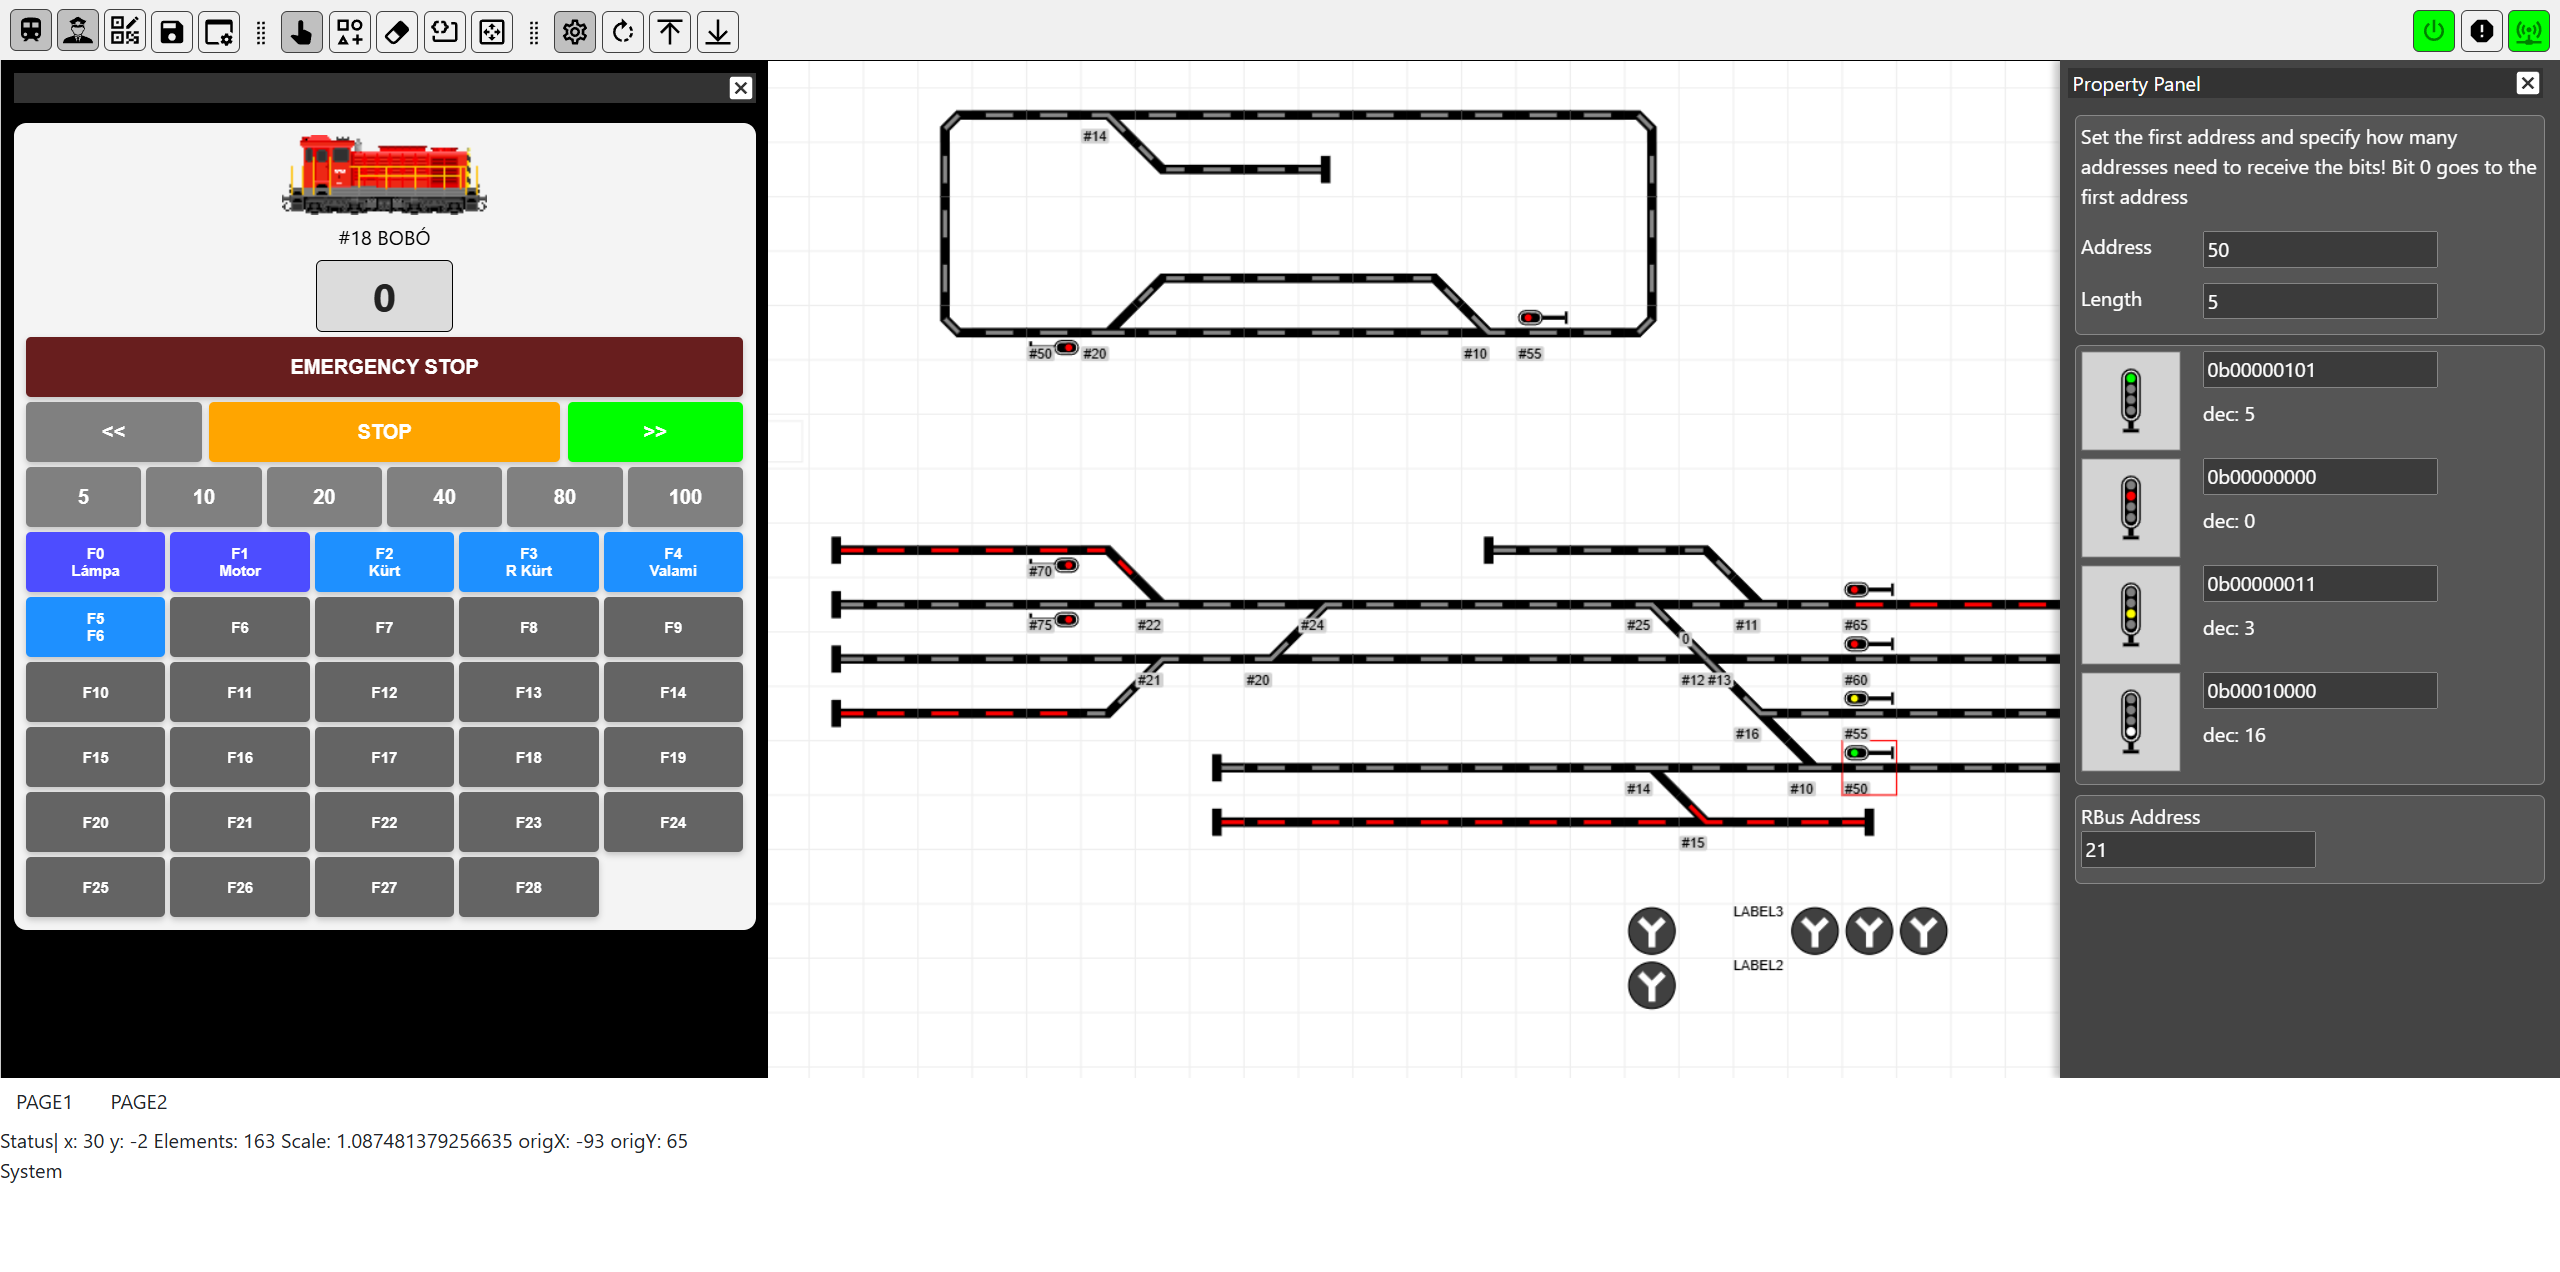 #18 BOBÓ
0
EMERGENCY STOP
<< STOP >>
5 10 20 40 80 100
F0 Lámpa
F1 Motor
F2 Kürt
F3 R Kürt
F4 Valami
F5 F6
F6 F7 F8 F9
F10 F11 F12 F13 F14
F15 F16 F17 F18 F19
F20 F21 F22 F23 F24
F25 F26 F27 F28
#14
#50 #20 #10 #55
#70
#75 #22 #24 #25 #11 #65
0
#21 #20 #12 #13 #60
#16 #55
#14 #10 #50
#15
LABEL3
LABEL2
Property Panel
Set the first address and specify how many
addresses need to receive the bits! Bit 0 goes to the
first address
Address 50
Length 5
0b00000101
dec: 5
0b00000000
dec: 0
0b00000011
dec: 3
0b00010000
dec: 16
RBus Address
21
PAGE1 PAGE2
Status| x: 30 y: -2 Elements: 163 Scale: 1.087481379256635 origX: -93 origY: 65
System